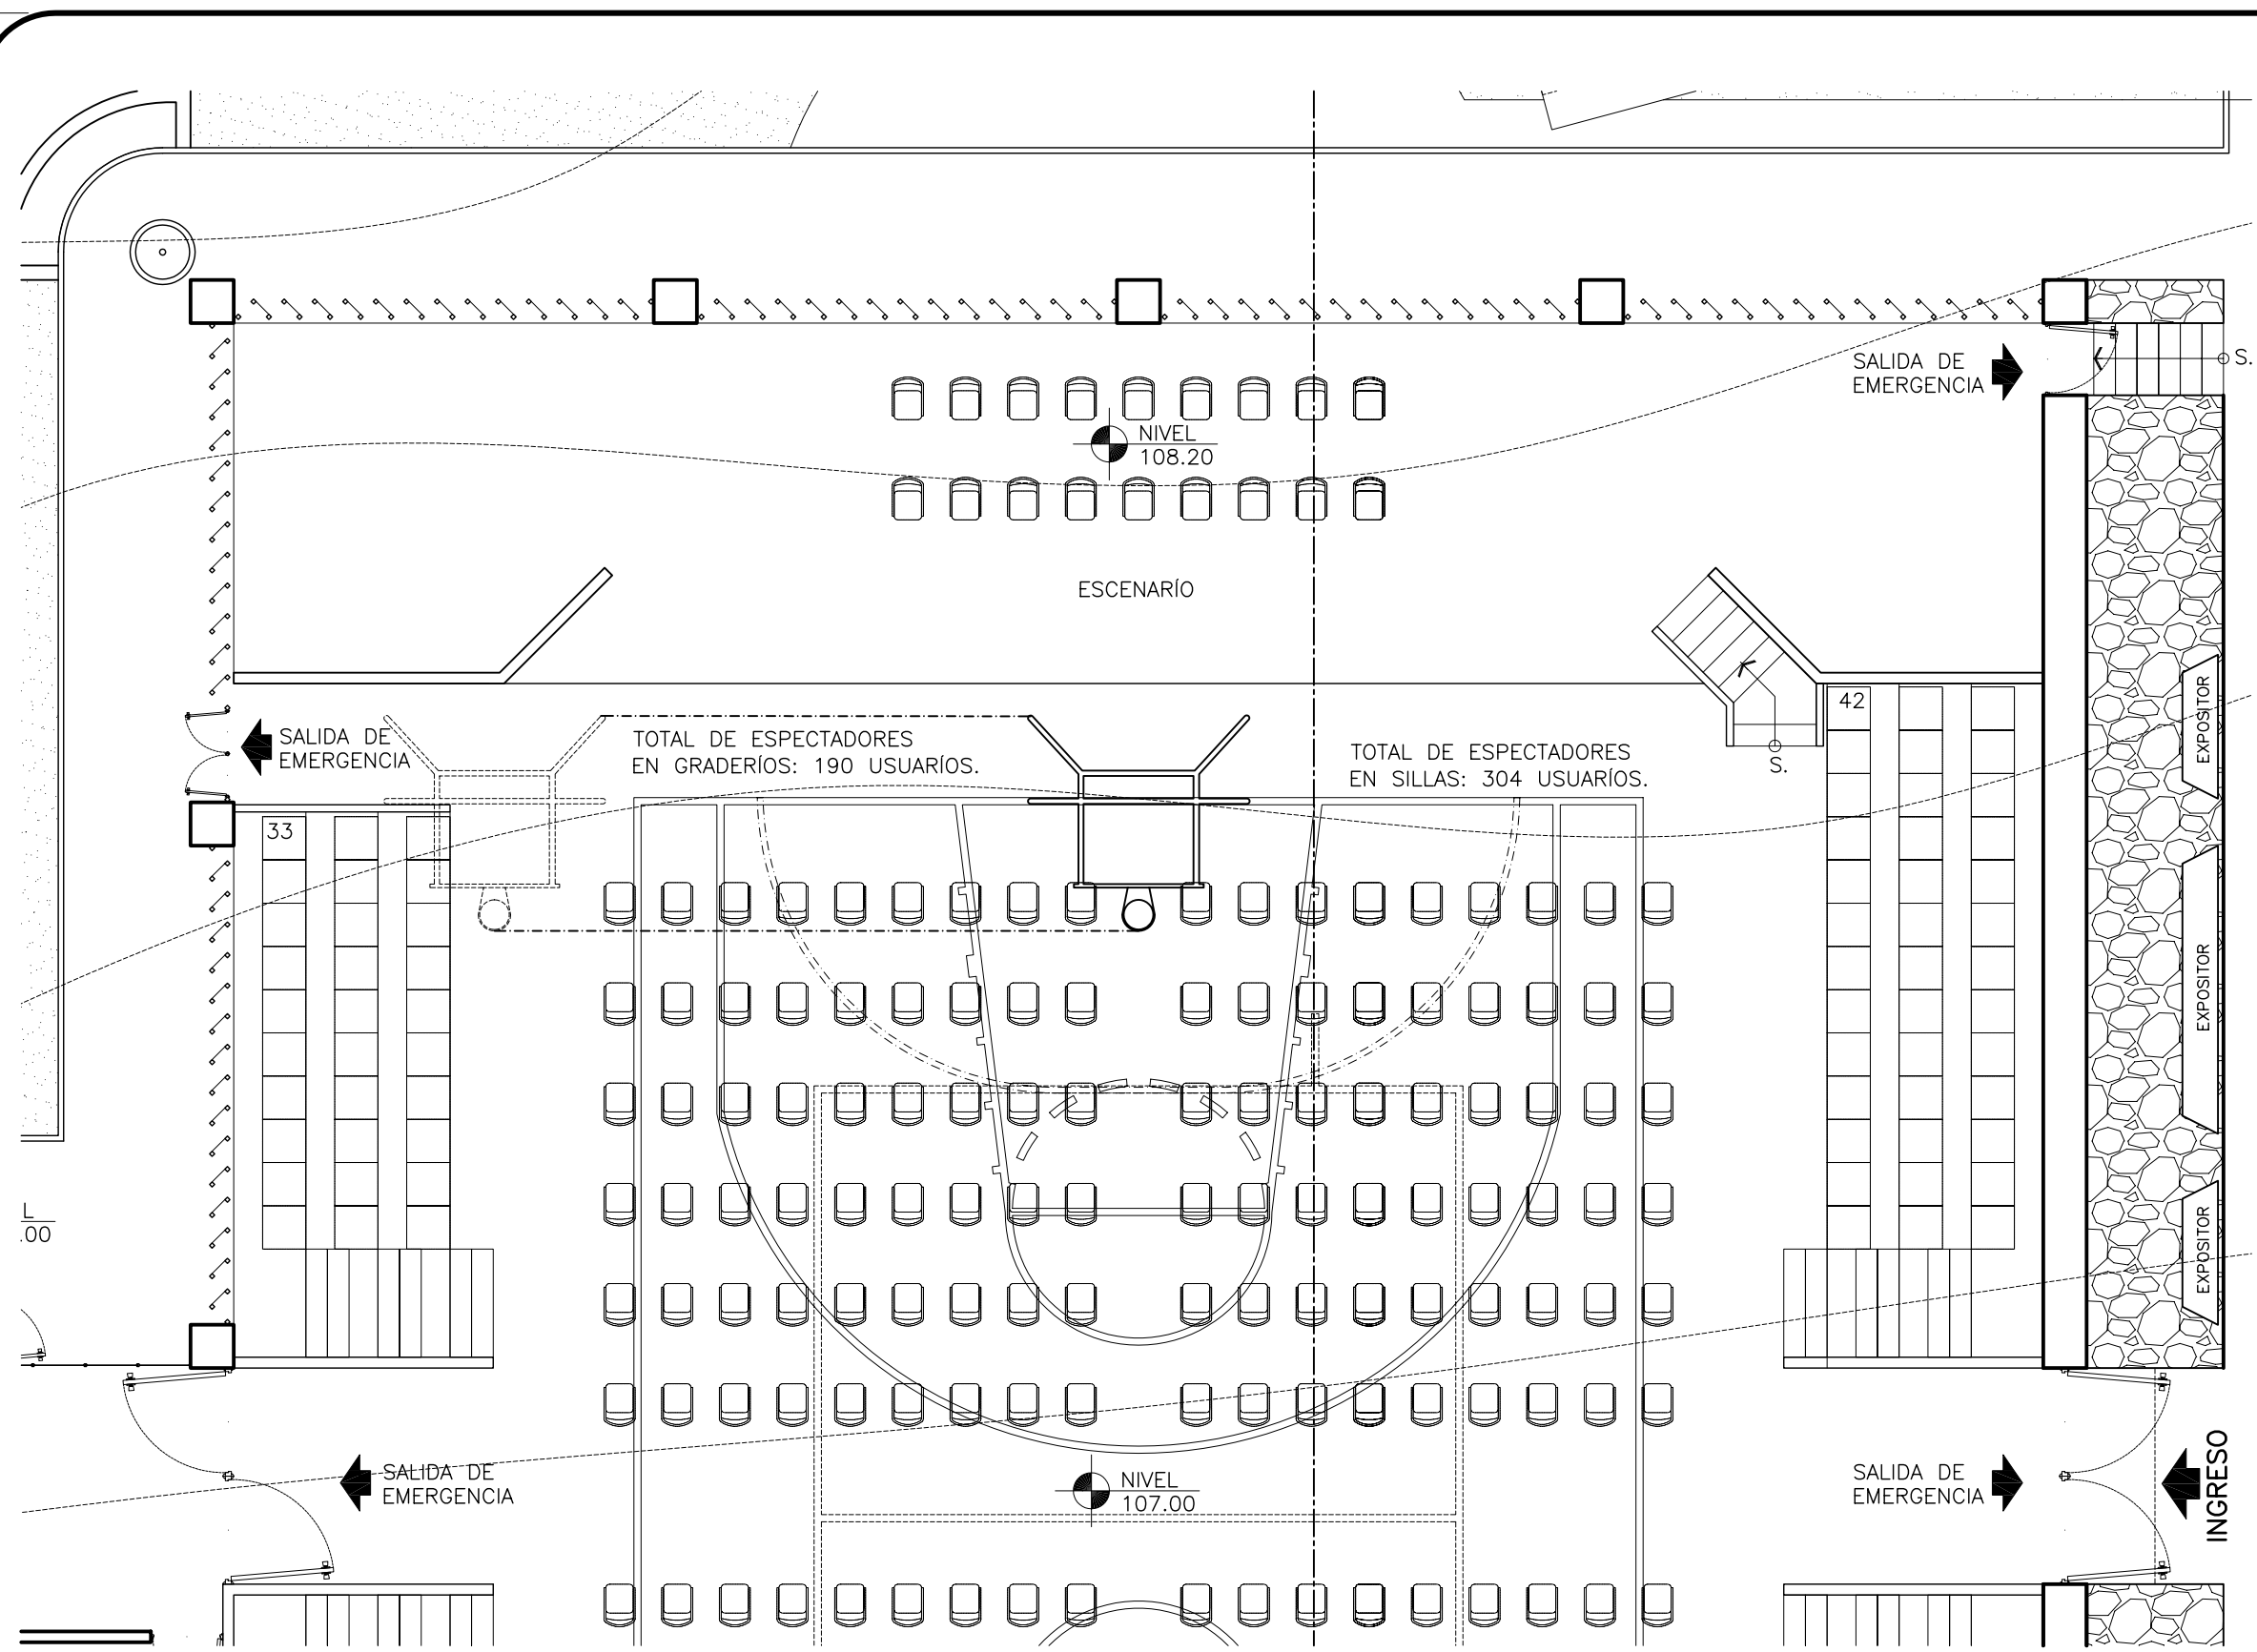 SALIDA DE
EMERGENCIA
S.
NIVEL
108.20
ESCENARÍO
42
EXPOSITOR
SALIDA DE
EMERGENCIA
TOTAL DE ESPECTADORES
EN GRADERÍOS: 190 USUARÍOS.
TOTAL DE ESPECTADORES
EN SILLAS: 304 USUARÍOS.
S.
33
EXPOSITOR
L
.00
EXPOSITOR
SALIDA DE
EMERGENCIA
NIVEL
107.00
SALIDA DE
EMERGENCIA
INGRESO